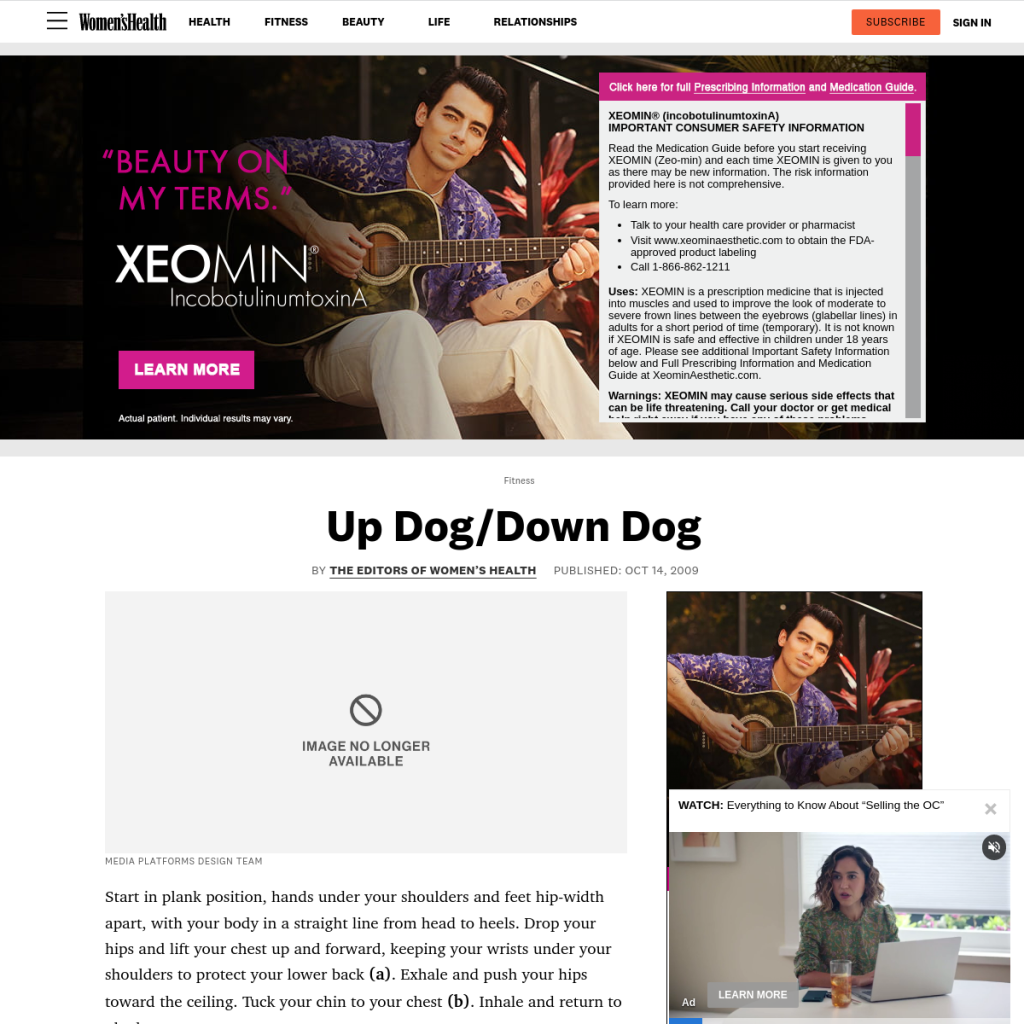 Women'sHealth
HEALTH
FITNESS
BEAUTY
LIFE
RELATIONSHIPS
SUBSCRIBE
SIGN IN
“BEAUTY ON
MY TERMS.”
XEOMIN®
IncobotulinumtoxinA
LEARN MORE
Actual patient. Individual results may vary.
Click here for full Prescribing Information and Medication Guide.
XEOMIN® (incobotulinumtoxinA)
IMPORTANT CONSUMER SAFETY INFORMATION
Read the Medication Guide before you start receiving
XEOMIN (Zeo-min) and each time XEOMIN is given to you
as there may be new information. The risk information
provided here is not comprehensive.
To learn more:
• Talk to your health care provider or pharmacist
• Visit www.xeominaesthetic.com to obtain the FDA-
approved product labeling
• Call 1-866-862-1211
Uses: XEOMIN is a prescription medicine that is injected
into muscles and used to improve the look of moderate to
severe frown lines between the eyebrows (glabellar lines) in
adults for a short period of time (temporary). It is not known
if XEOMIN is safe and effective in children under 18 years
of age. Please see additional Important Safety Information
below and Full Prescribing Information and Medication
Guide at XeominAesthetic.com.
Warnings: XEOMIN may cause serious side effects that
can be life threatening. Call your doctor or get medical
Fitness
Up Dog/Down Dog
BY THE EDITORS OF WOMEN'S HEALTH PUBLISHED: OCT 14, 2009
IMAGE NO LONGER
AVAILABLE
MEDIA PLATFORMS DESIGN TEAM
Start in plank position, hands under your shoulders and feet hip-width
apart, with your body in a straight line from head to heels. Drop your
hips and lift your chest up and forward, keeping your wrists under your
shoulders to protect your lower back (a). Exhale and push your hips
toward the ceiling. Tuck your chin to your chest (b). Inhale and return to
WATCH: Everything to Know About “Selling the OC”
Ad
LEARN MORE